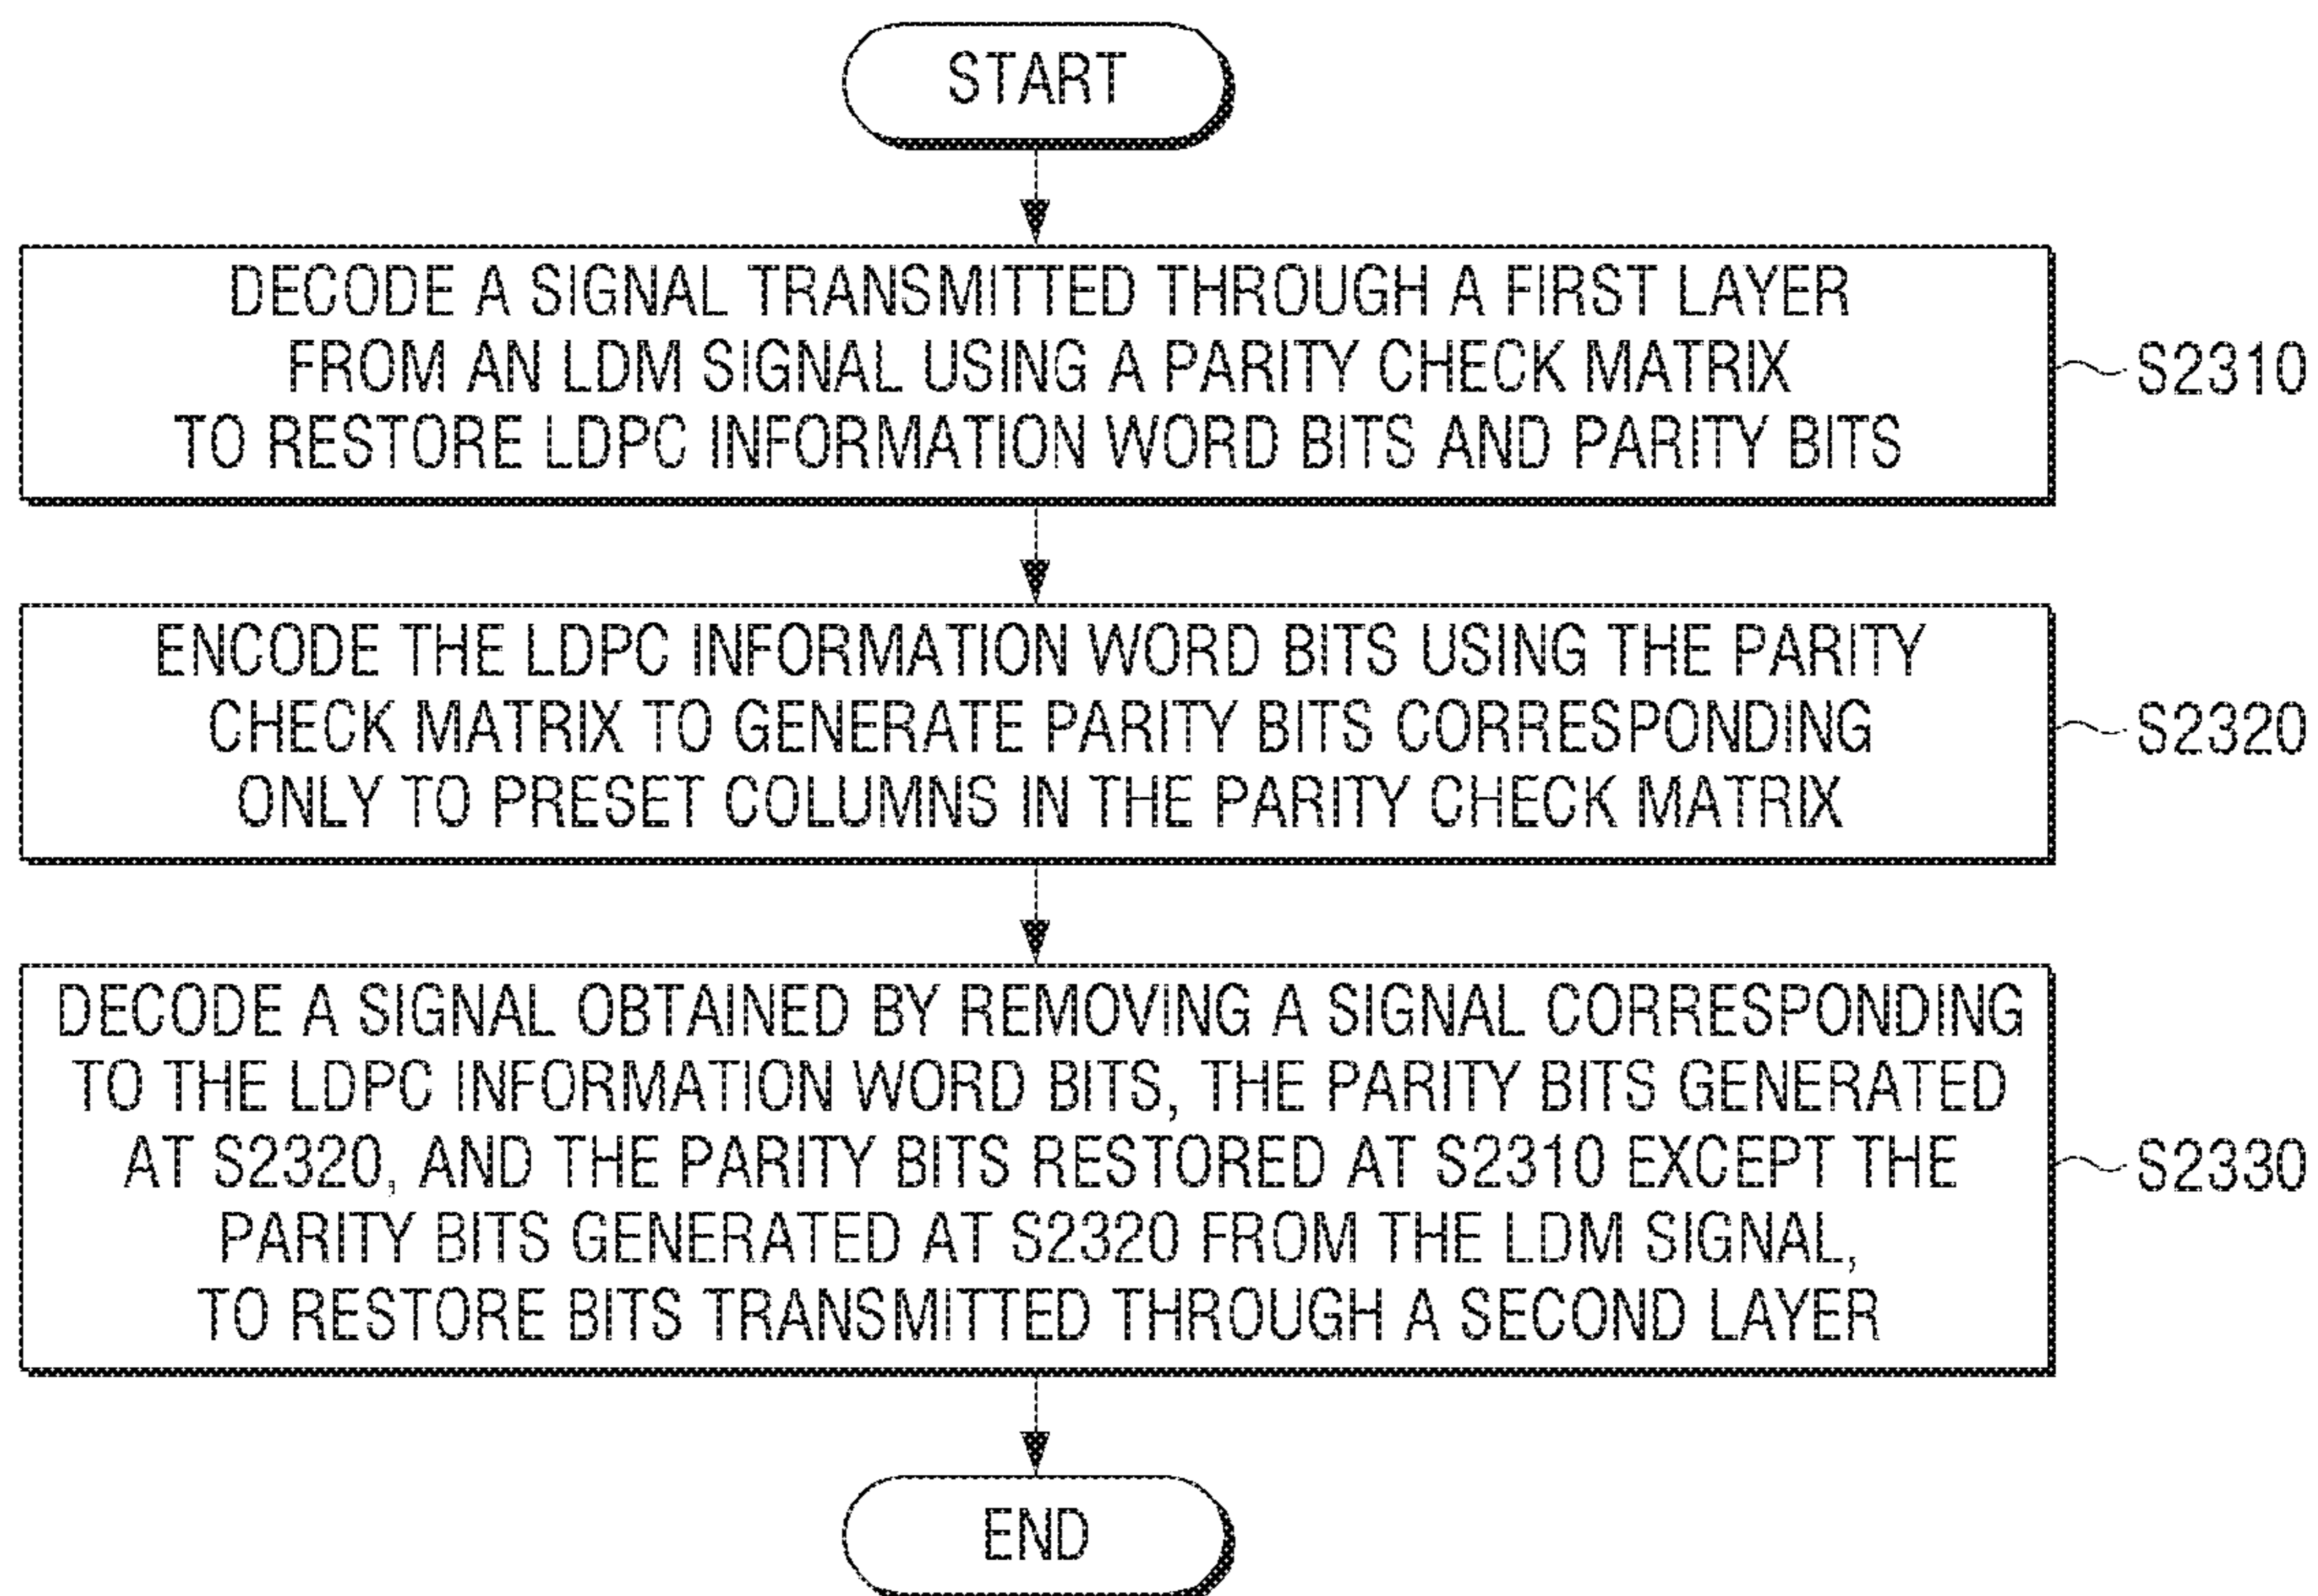 START
DECODE A SIGNAL TRANSMITTED THROUGH A FIRST LAYER
FROM AN LDM SIGNAL USING A PARITY CHECK MATRIX
TO RESTORE LDPC INFORMATION WORD BITS AND PARITY BITS
S2310
ENCODE THE LDPC INFORMATION WORD BITS USING THE PARITY
CHECK MATRIX TO GENERATE PARITY BITS CORRESPONDING
ONLY TO PRESET COLUMNS IN THE PARITY CHECK MATRIX
S2320
DECODE A SIGNAL OBTAINED BY REMOVING A SIGNAL CORRESPONDING
TO THE LDPC INFORMATION WORD BITS, THE PARITY BITS GENERATED
AT S2320, AND THE PARITY BITS RESTORED AT S2310 EXCEPT THE
PARITY BITS GENERATED AT S2320 FROM THE LDM SIGNAL,
TO RESTORE BITS TRANSMITTED THROUGH A SECOND LAYER
S2330
END